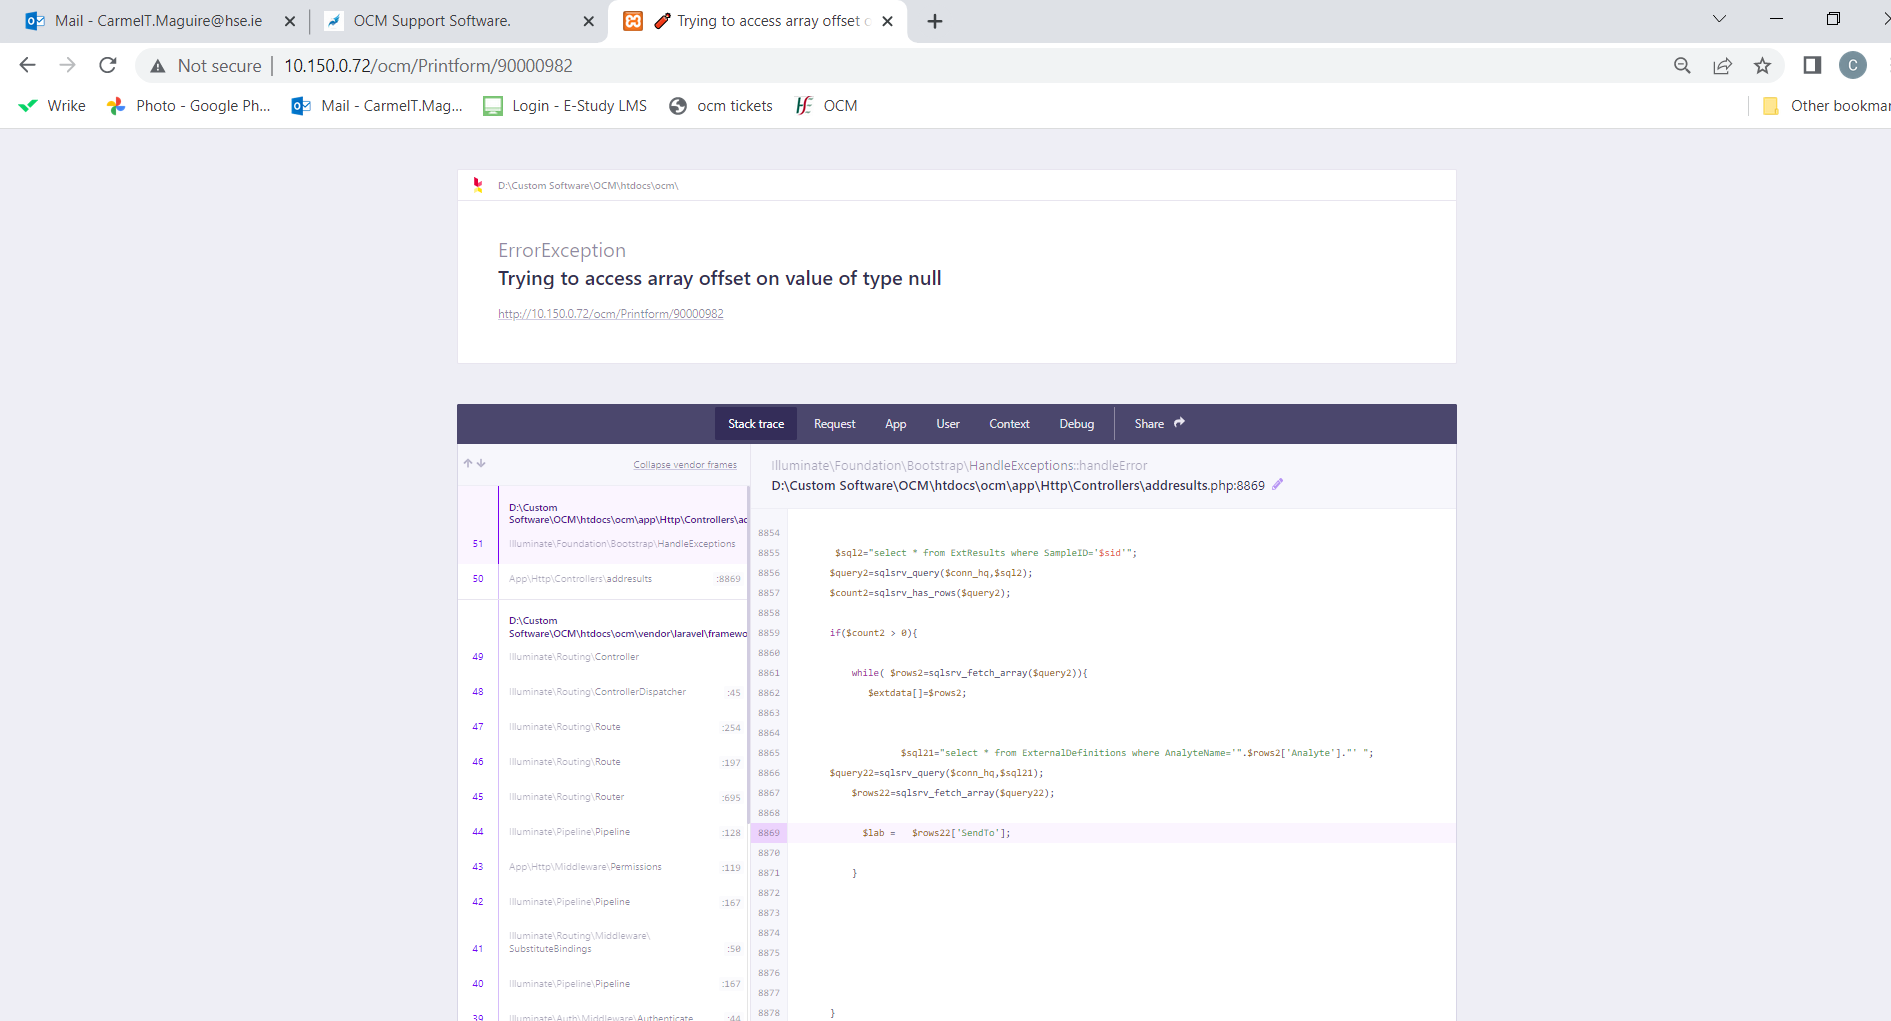 Mail - CarmelT.Maguire@hse.ie
OCM Support Software.
Trying to access array offset
Not secure
10.150.0.72/ocm/Printform/90000982
C
Wrike
Photo - Google Ph...
Mail - CarmelT.Mag...
Login - E-Study LMS
ocm tickets
OCM
Other bookmar
D:\Custom Software\OCM\htdocs\ocm\
ErrorException
Trying to access array offset on value of type null
http://10.150.0.72/ocm/Printform/90000982
Stack trace
Request
App
User
Context
Debug
Share
Collapse vendor frames
D:\Custom
Software\OCM\htdocs\ocm\app\Http\Controllers\ad
51 Illuminate\Foundation\Bootstrap\HandleExceptions
50 App\Http\Controllers\addresults :8869
D:\Custom
Software\OCM\htdocs\ocm\vendor\laravel\framewo
49 Illuminate\Routing\Controller
48 Illuminate\Routing\ControllerDispatcher :45
47 Illuminate\Routing\Route :254
46 Illuminate\Routing\Route :197
45 Illuminate\Routing\Router :695
44 Illuminate\Pipeline\Pipeline :128
43 App\Http\Middleware\Permissions :119
42 Illuminate\Pipeline\Pipeline :167
Illuminate\Routing\Middleware\
41 SubstituteBindings :50
40 Illuminate\Pipeline\Pipeline :167
39 Illuminate\Auth\Middleware\Authenticate :44
Illuminate\Foundation\Bootstrap\HandleExceptions::handleError
D:\Custom Software\OCM\htdocs\ocm\app\Http\Controllers\addresults.php:8869
8854
8855 $sql2="select * from ExtResults where SampleID='$sid'";
8856 $query2=sqlsrv_query($conn_hq,$sql2);
8857 $count2=sqlsrv_has_rows($query2);
8858
8859 if($count2 > 0){
8860
8861 while( $rows2=sqlsrv_fetch_array($query2)){
8862 $extdata[]=$rows2;
8863
8864
8865 $sql21="select * from ExternalDefinitions where AnalyteName='".$rows2['Analyte']."' ";
8866 $query22=sqlsrv_query($conn_hq,$sql21);
8867 $rows22=sqlsrv_fetch_array($query22);
8868
8869 $lab = $rows22['SendTo'];
8870
8871 }
8872
8873
8874
8875
8876
8877
8878 }